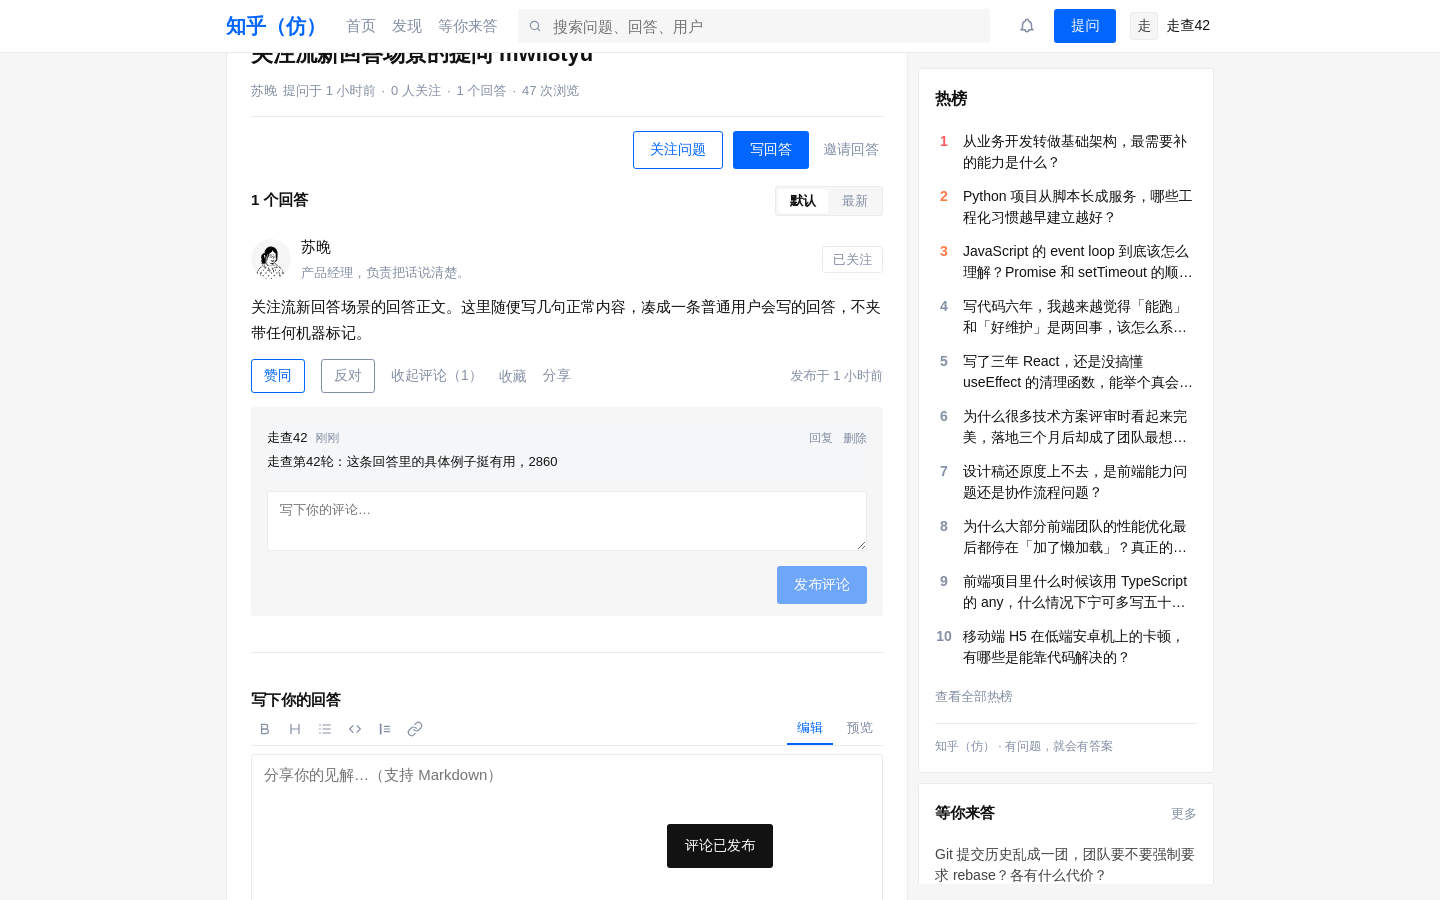 知乎（仿）
首页 发现 等你来答
搜索问题、回答、用户
提问
走 走查42
关注流新回答场景的提问 mwii8tyu
苏晚 提问于 1 小时前 · 0 人关注 · 1 个回答 · 47 次浏览
关注问题 写回答 邀请回答
1 个回答
默认 最新
苏晚
产品经理，负责把话说清楚。
已关注
关注流新回答场景的回答正文。这里随便写几句正常内容，凑成一条普通用户会写的回答，不夹
带任何机器标记。
赞同 反对 收起评论（1） 收藏 分享 发布于 1 小时前
走查42 刚刚 回复 删除
走查第42轮：这条回答里的具体例子挺有用，2860
写下你的评论…
发布评论
写下你的回答
编辑 预览
分享你的见解…（支持 Markdown）
评论已发布
热榜
1 从业务开发转做基础架构，最需要补
的能力是什么？
2 Python 项目从脚本长成服务，哪些工
程化习惯越早建立越好？
3 JavaScript 的 event loop 到底该怎么
理解？Promise 和 setTimeout 的顺…
4 写代码六年，我越来越觉得「能跑」
和「好维护」是两回事，该怎么系…
5 写了三年 React，还是没搞懂
useEffect 的清理函数，能举个真会…
6 为什么很多技术方案评审时看起来完
美，落地三个月后却成了团队最想…
7 设计稿还原度上不去，是前端能力问
题还是协作流程问题？
8 为什么大部分前端团队的性能优化最
后都停在「加了懒加载」？真正的…
9 前端项目里什么时候该用 TypeScript
的 any，什么情况下宁可多写五十…
10 移动端 H5 在低端安卓机上的卡顿，
有哪些是能靠代码解决的？
查看全部热榜
知乎（仿） · 有问题，就会有答案
等你来答 更多
Git 提交历史乱成一团，团队要不要强制要
求 rebase？各有什么代价？